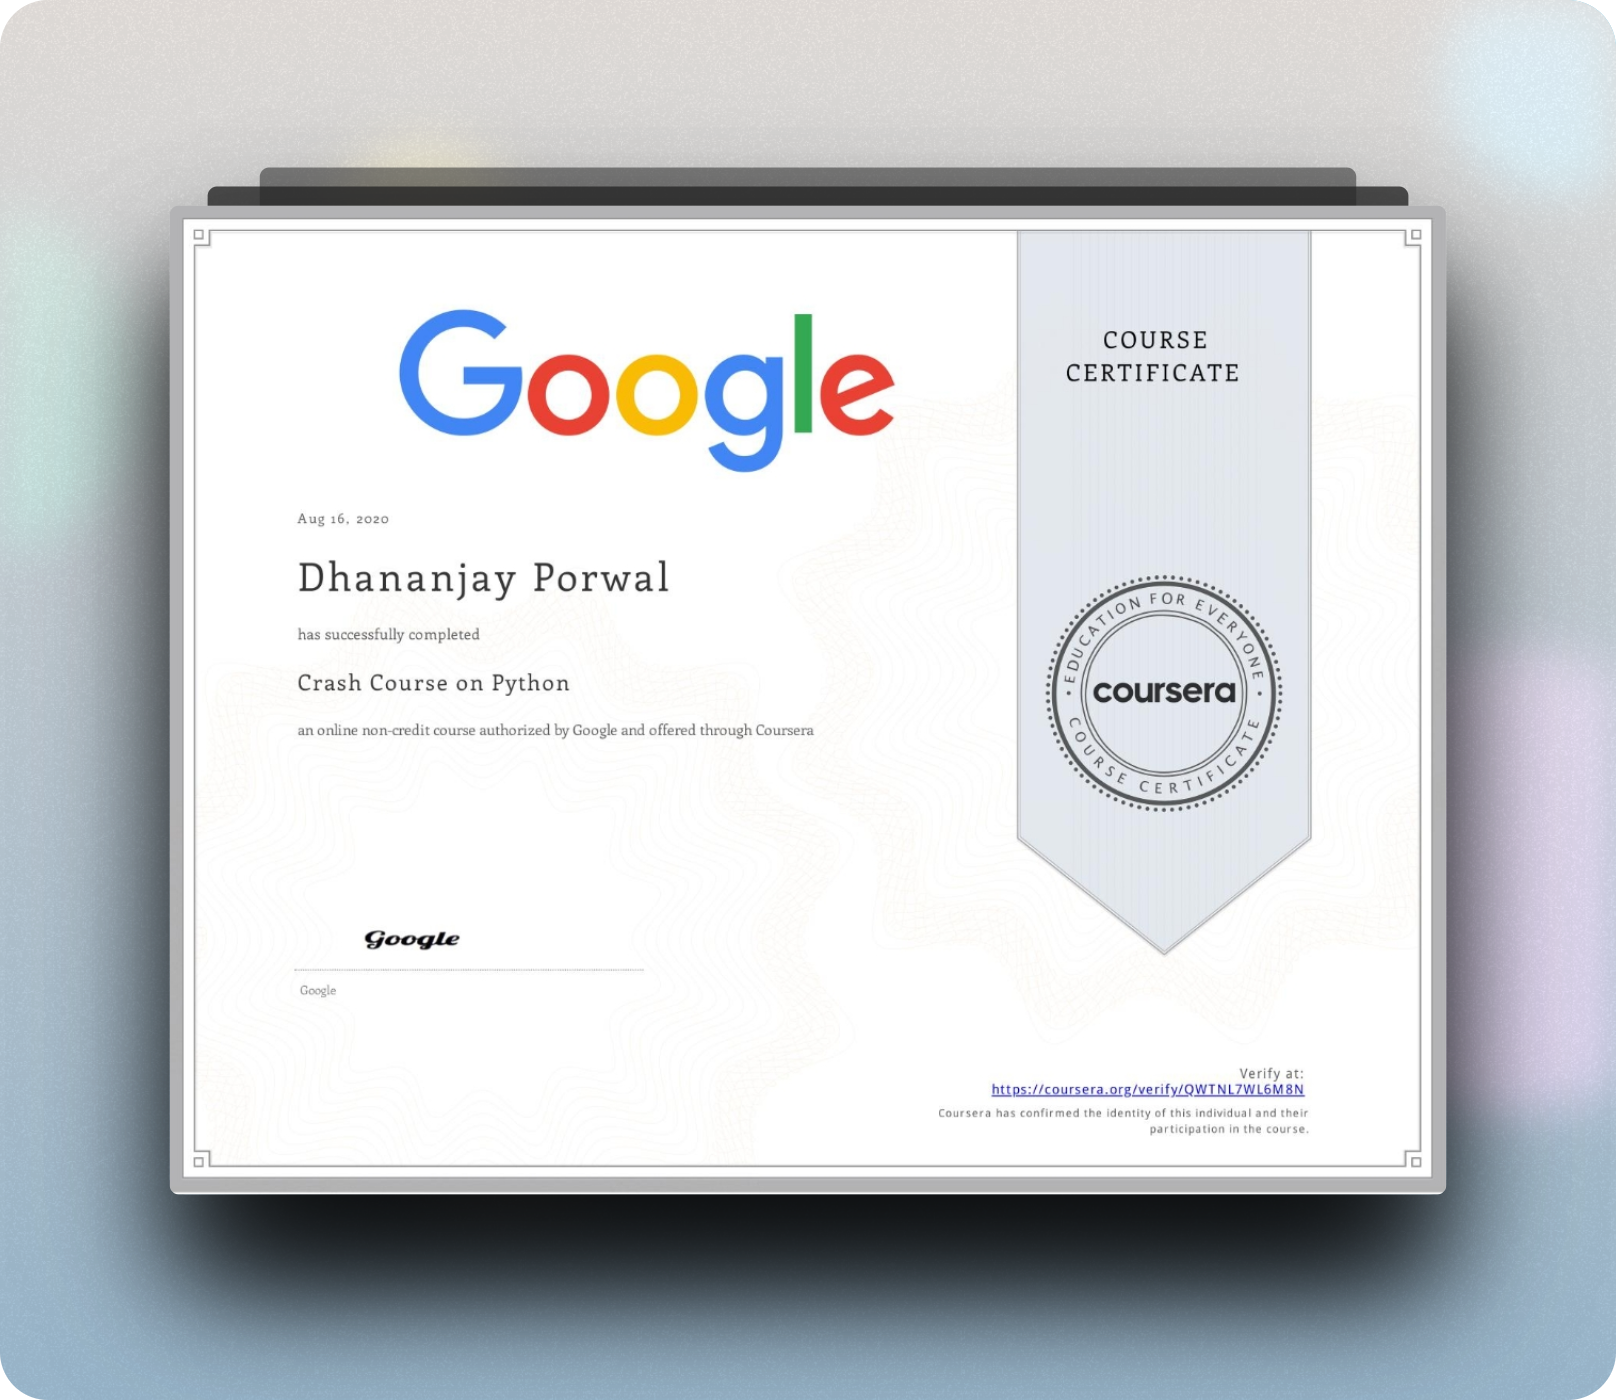 Google
COURSE
CERTIFICATE
Aug 16, 2020
Dhananjay Porwal
has successfully completed
Crash Course on Python
an online non-credit course authorized by Google and offered through Coursera
EDUCATION FOR EVERYONE
coursera
COURSE CERTIFICATE
Google
Google
Verify at:
https://coursera.org/verify/QWTNL7WL6M8N
Coursera has confirmed the identity of this individual and their
participation in the course.